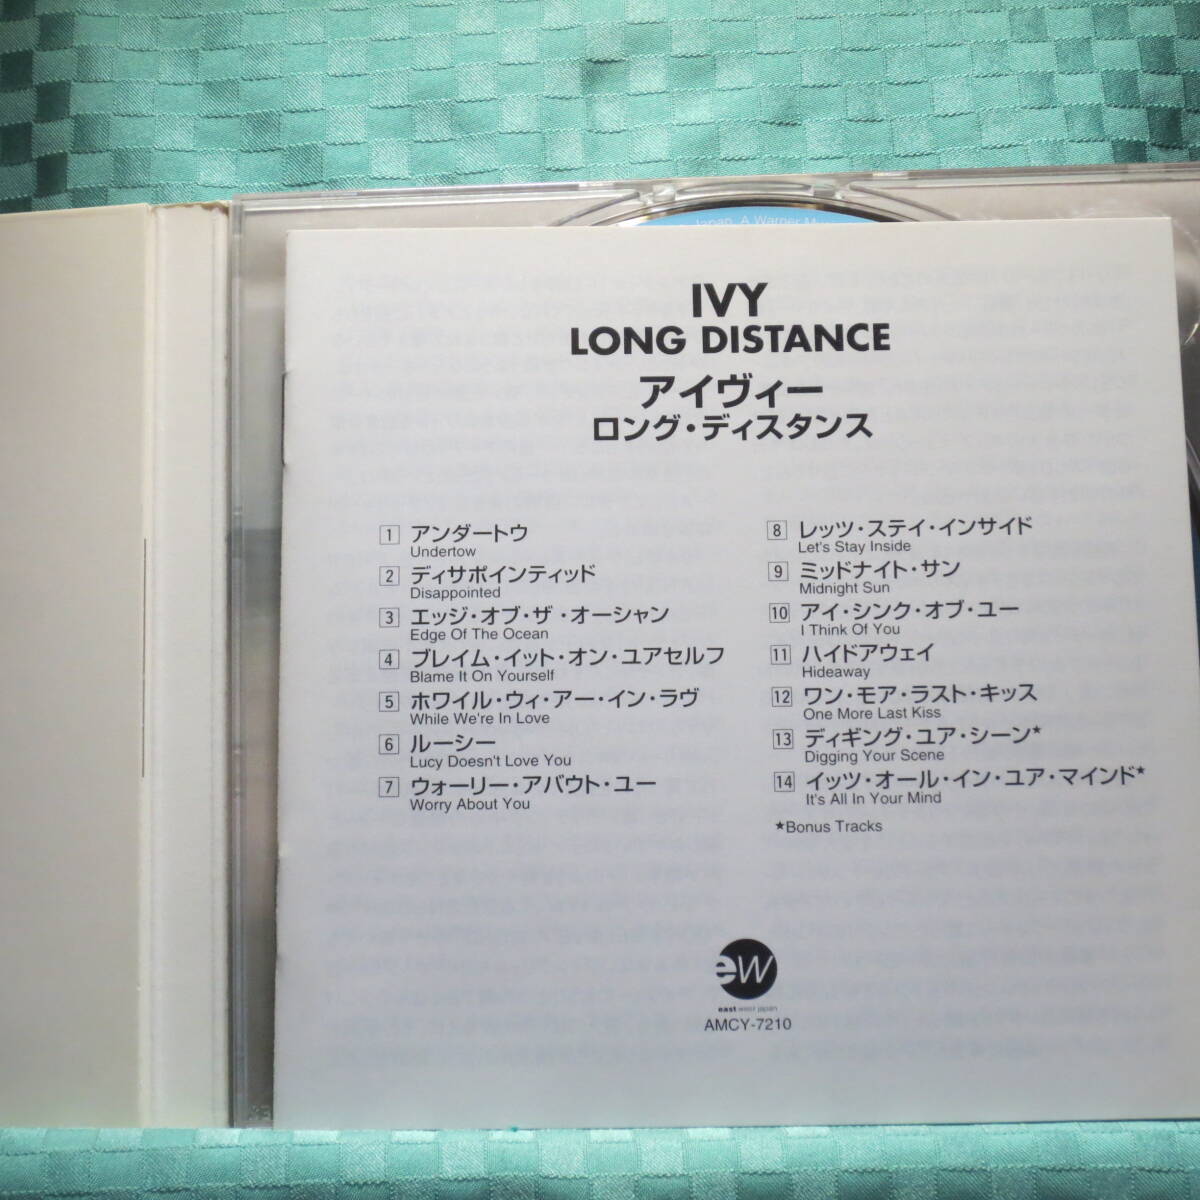 Japan, A Warner Mu
IVY
LONG DISTANCE
アイヴィー
ロング・ディスタンス
1 アンダートウ
Undertow
2 ディサポインティッド
Disappointed
3 エッジ・オブ・ザ・オーシャン
Edge Of The Ocean
4 ブレイム・イット・オン・ユアセルフ
Blame It On Yourself
5 ホワイル・ウィ・アー・イン・ラヴ
While We're In Love
6 ルーシー
Lucy Doesn't Love You
7 ウォーリー・アバウト・ユー
Worry About You
8 レッツ・ステイ・インサイド
Let's Stay Inside
9 ミッドナイト・サン
Midnight Sun
10 アイ・シンク・オブ・ユー
I Think Of You
11 ハイドアウェイ
Hideaway
12 ワン・モア・ラスト・キッス
One More Last Kiss
13 ディギング・ユア・シーン★
Digging Your Scene
14 イッツ・オール・イン・ユア・マインド★
It's All In Your Mind
★Bonus Tracks
ew
east west japan
AMCY-7210